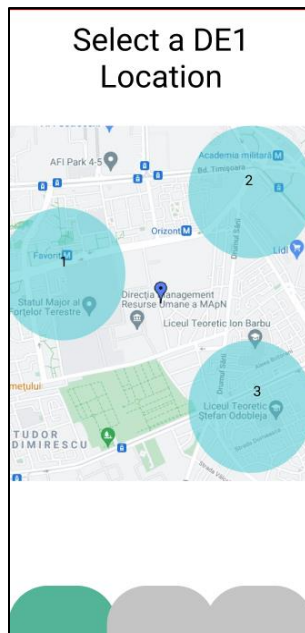 Select a DE1
Location
AFI Park 4-5
Academia militară M
Bd. Timișoara
2
Orizont M
Drumul Sării
Lidl
Favorit M
1
Direcția Management
Resurse Umane a MApN
Statul Major al
Forțelor Terestre
Liceul Teoretic Ion Barbu
Drumul Sării
3
Liceul Teoretic
Ștefan Odobleja
TUDOR
DIMIRESCU